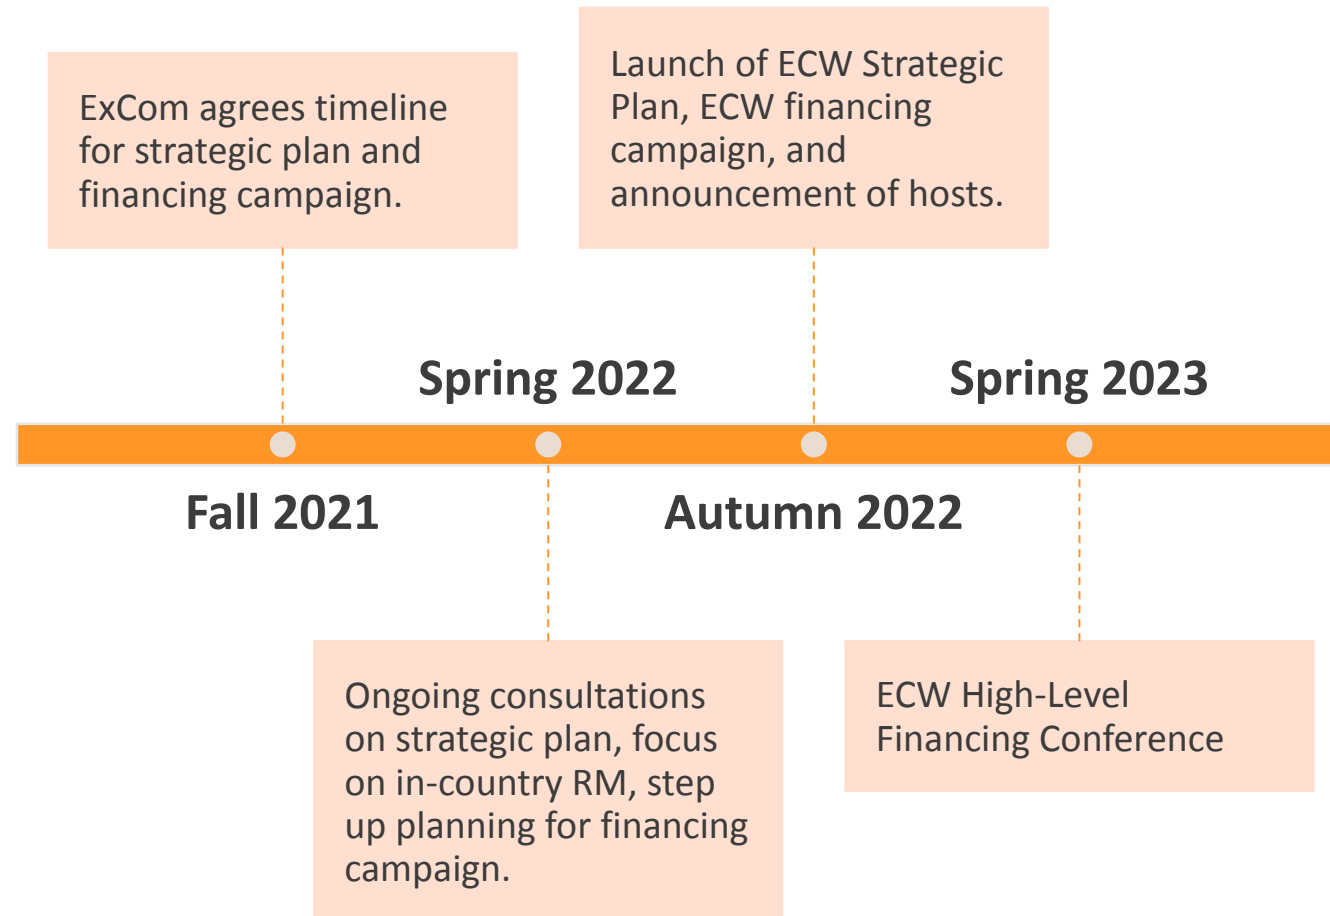 ExCom agrees timeline
for strategic plan and
financing campaign.
Launch of ECW Strategic
Plan, ECW financing
campaign, and
announcement of hosts.
Spring 2022
Spring 2023
Fall 2021
Autumn 2022
Ongoing consultations
on strategic plan, focus
on in-country RM, step
up planning for financing
campaign.
ECW High-Level
Financing Conference